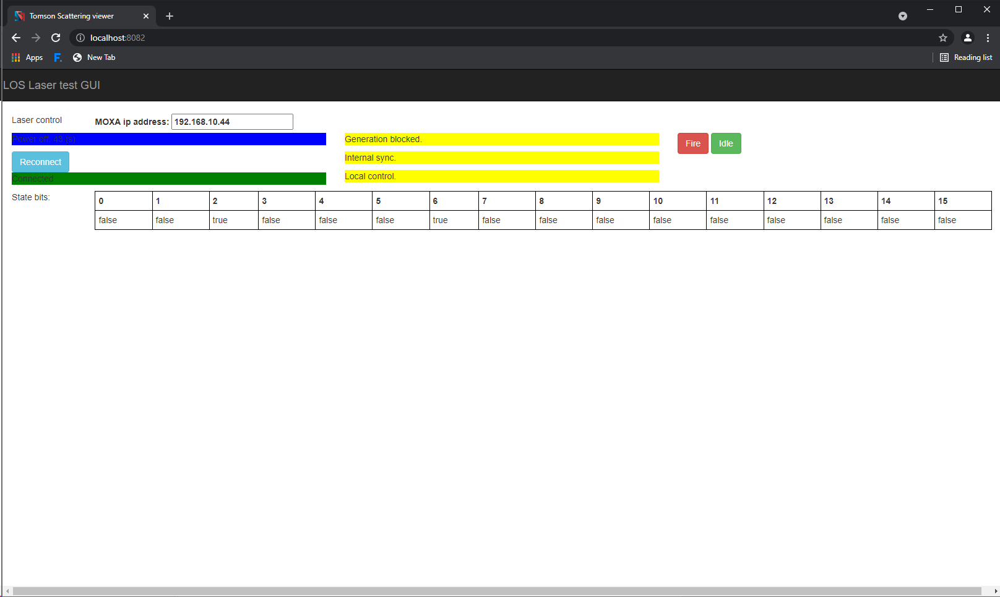 Tomson Scattering viewer
localhost:8082
Apps
F.
New Tab
Reading list
LOS Laser test GUI
Laser control
MOXA ip address: 192.168.10.44
Power off. 43 (s)
Generation blocked.
Fire
Idle
Reconnect
Internal sync.
Connected
Local control.
State bits:
0 1 2 3 4 5 6 7 8 9 10 11 12 13 14 15
false false true false false false true false false false false false false false false false